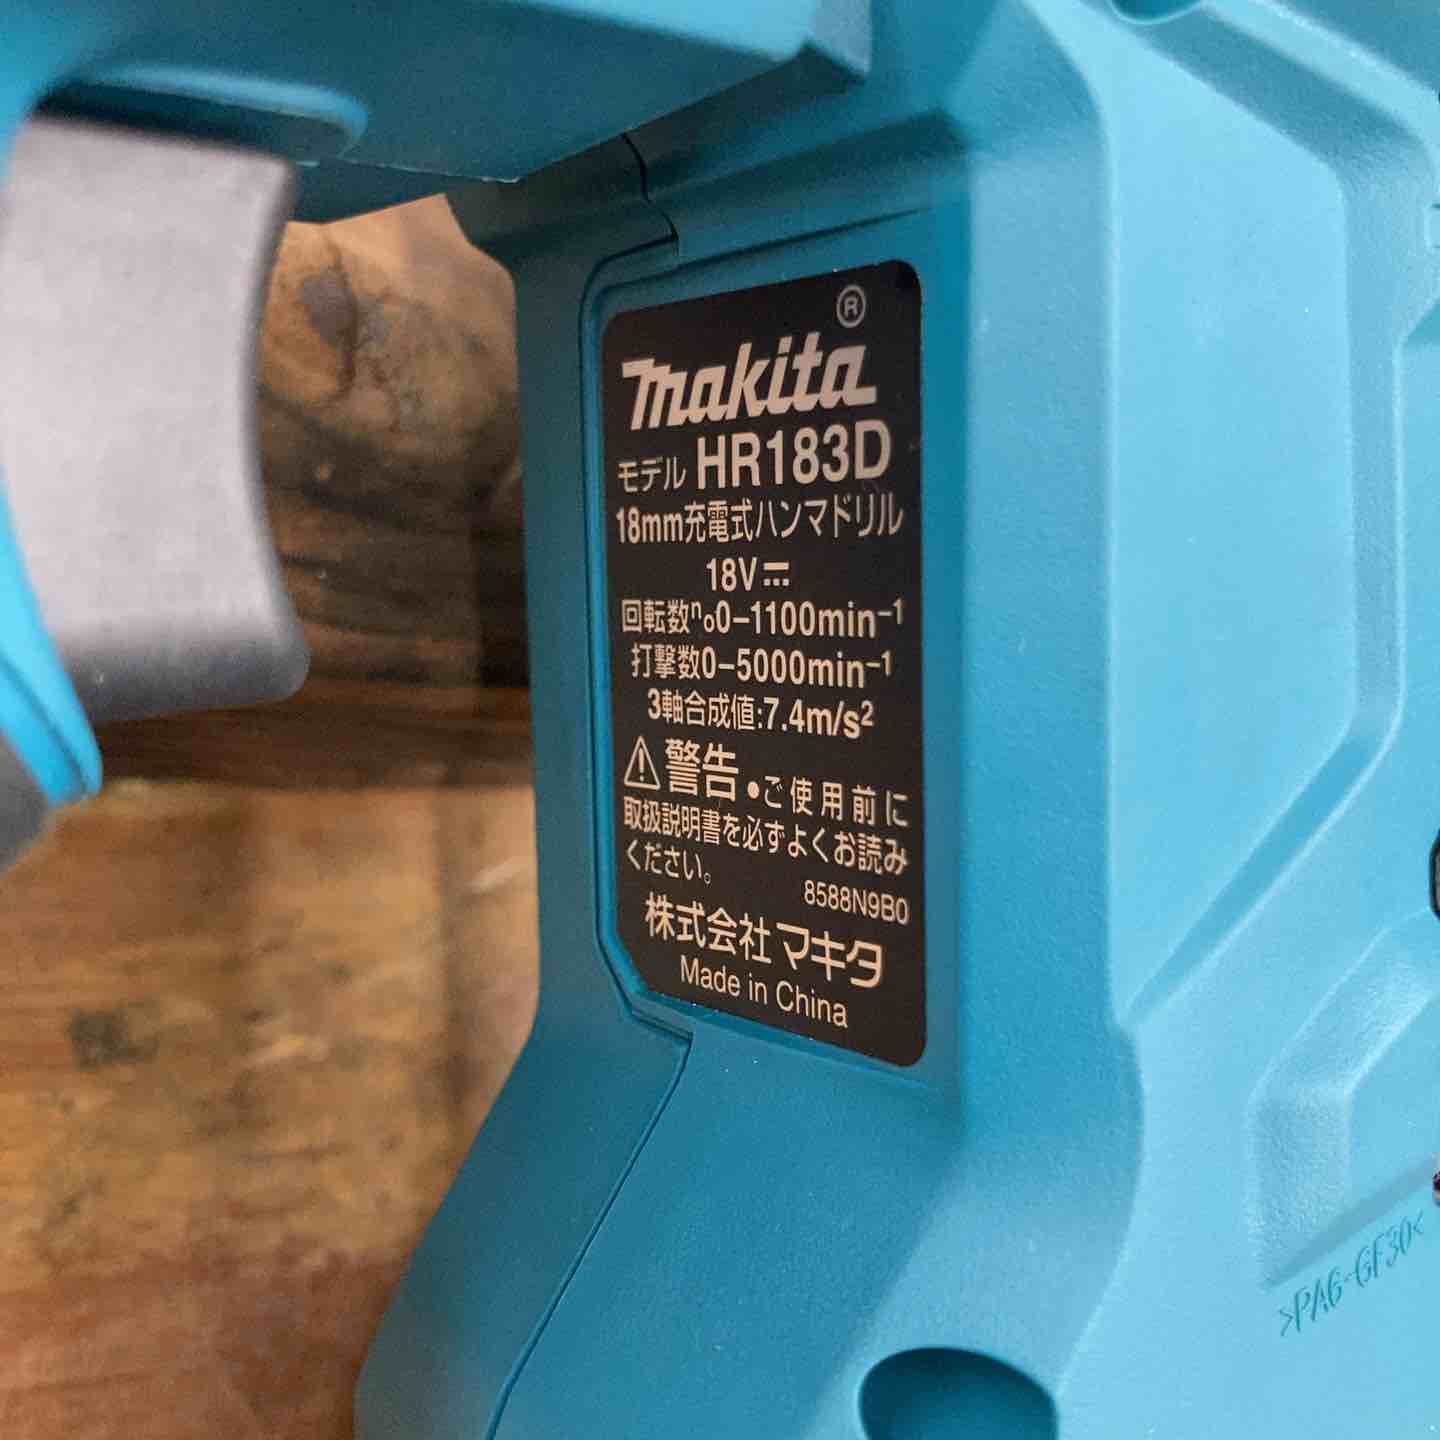 makita®
モデル HR183D
18mm充電式ハンマドリル
18V⎓
回転数n₀0−1100min⁻¹
打撃数0−5000min⁻¹
3軸合成値:7.4m/s²
⚠警告 ●ご使用前に
取扱説明書を必ずよくお読み
ください。
8588N9B0
株式会社マキタ
Made in China
>PA6-GF30<